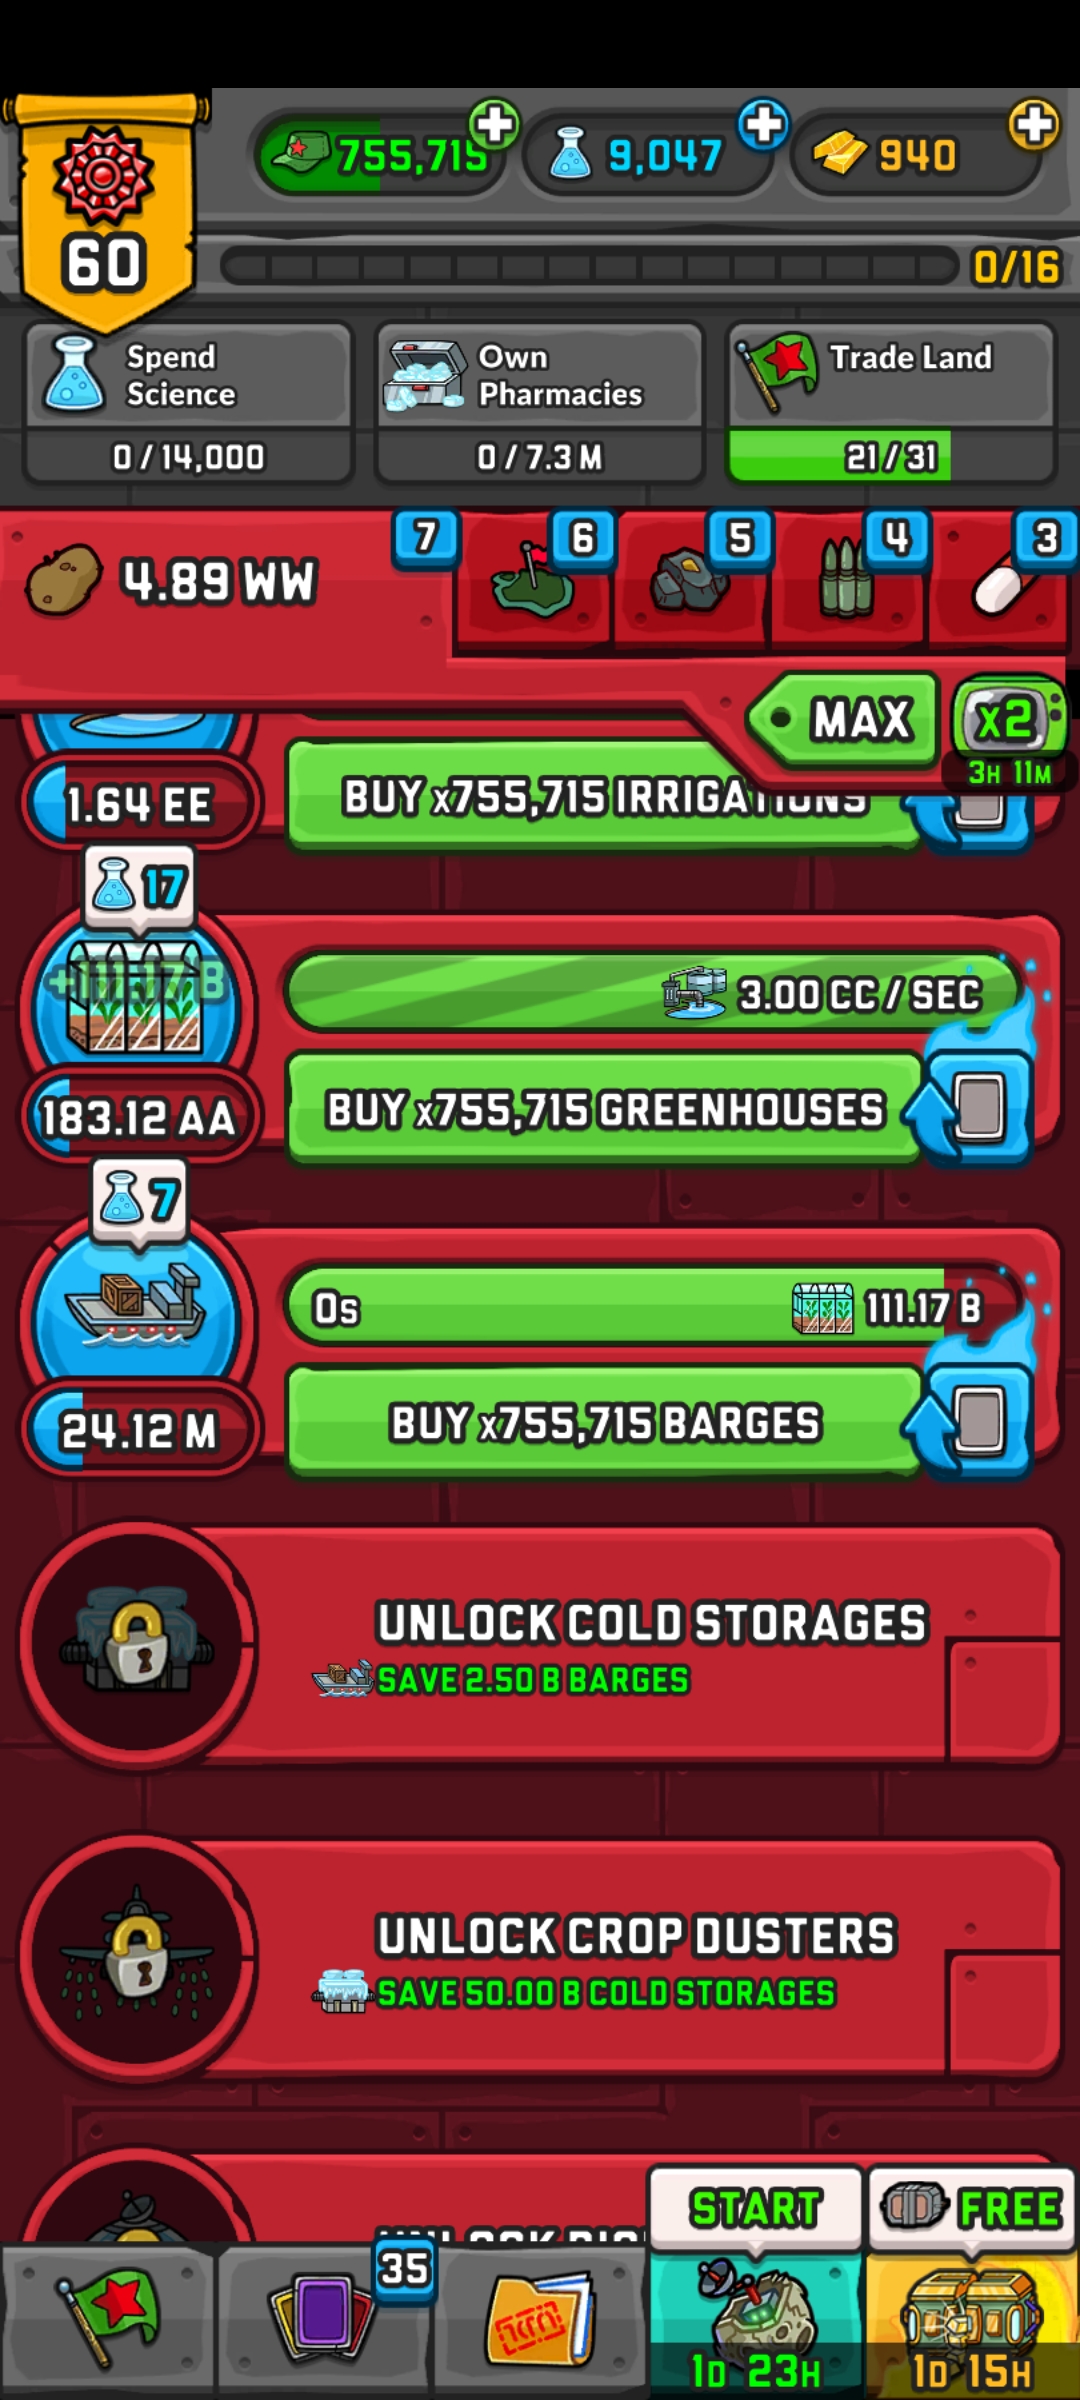 755,715
9,047
940
60
0/16
Spend
Science
0 / 14,000
Own
Pharmacies
0 / 7.3 M
Trade Land
21 / 31
4.89 WW
7
6
5
4
3
MAX
x2
3H 11M
1.64 EE
BUY x755,715 IRRIGATIONS
17
+111.17 B
3.00 CC / SEC
183.12 AA
BUY x755,715 GREENHOUSES
7
0s
111.17 B
24.12 M
BUY x755,715 BARGES
UNLOCK COLD STORAGES
SAVE 2.50 B BARGES
UNLOCK CROP DUSTERS
SAVE 50.00 B COLD STORAGES
UNLOCK
START
FREE
35
1D 23H
1D 15H